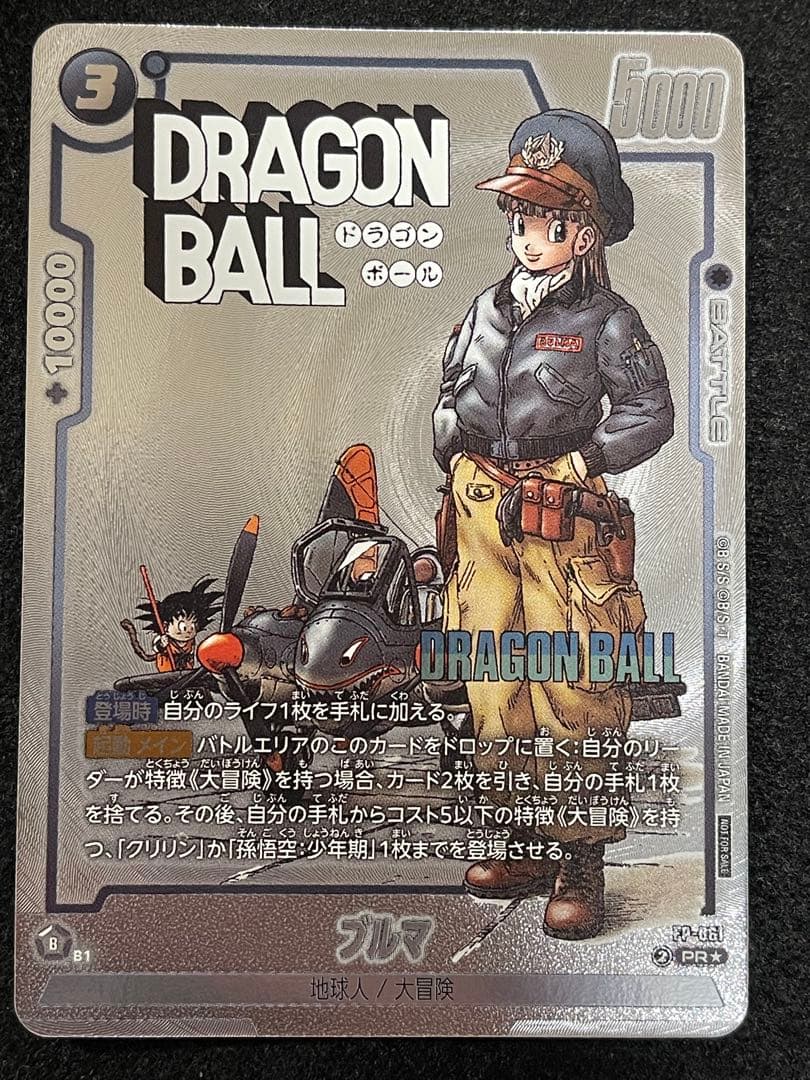 3
5000
DRAGON
BALL
ドラゴン
ボール
+10000
BATTLE
DRAGON BALL
登場時 自分のライフ1枚を手札に加える。
起動メイン バトルエリアのこのカードをドロップに置く:自分のリー
ダーが特徴《大冒険》を持つ場合、カード2枚を引き、自分の手札1枚
を捨てる。その後、自分の手札からコスト5以下の特徴《大冒険》を持
つ、「クリリン」か「孫悟空:少年期」1枚までを登場させる。
©B·S/S ©B/S·T BANDAI MADE IN JAPAN
NOT FOR SALE
ブルマ
FP-061
B
B1
2 PR★
地球人 / 大冒険